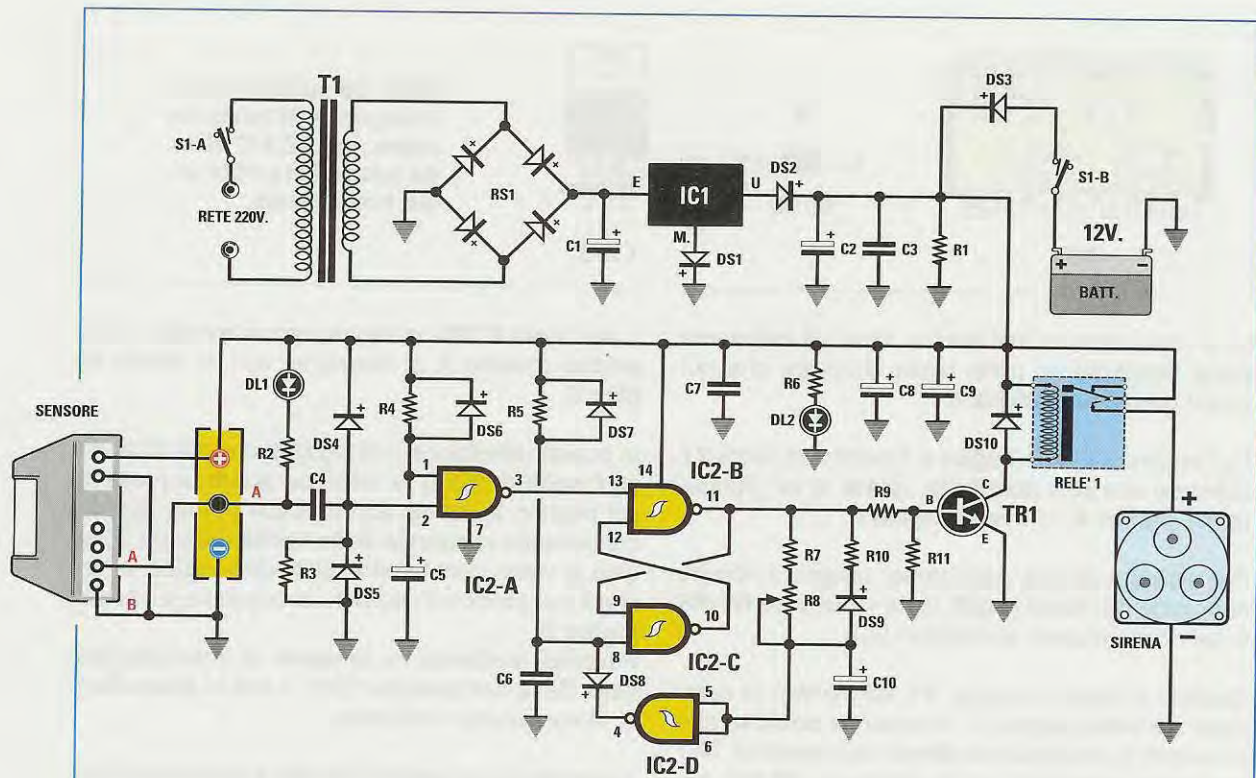 T1
S1-A
RETE 220V.
RS1
E
IC1
U
M.
C1
+
DS1
+
DS2
+
C2
+
C3
R1
DS3
+
S1-B
12V.
+
−
BATT.
SENSORE
+
−
A
A
B
DL1
R2
C4
DS4
+
R3
DS5
+
R4
DS6
+
C5
+
1
2
3
7
IC2-A
R5
DS7
+
C6
DS8
+
14
13
12
11
IC2-B
9
8
10
IC2-C
4
5
6
IC2-D
C7
R6
DL2
C8
+
C9
+
R7
R8
R9
R10
DS9
+
C10
+
R11
B
C
E
TR1
DS10
+
RELE' 1
+
−
SIRENA